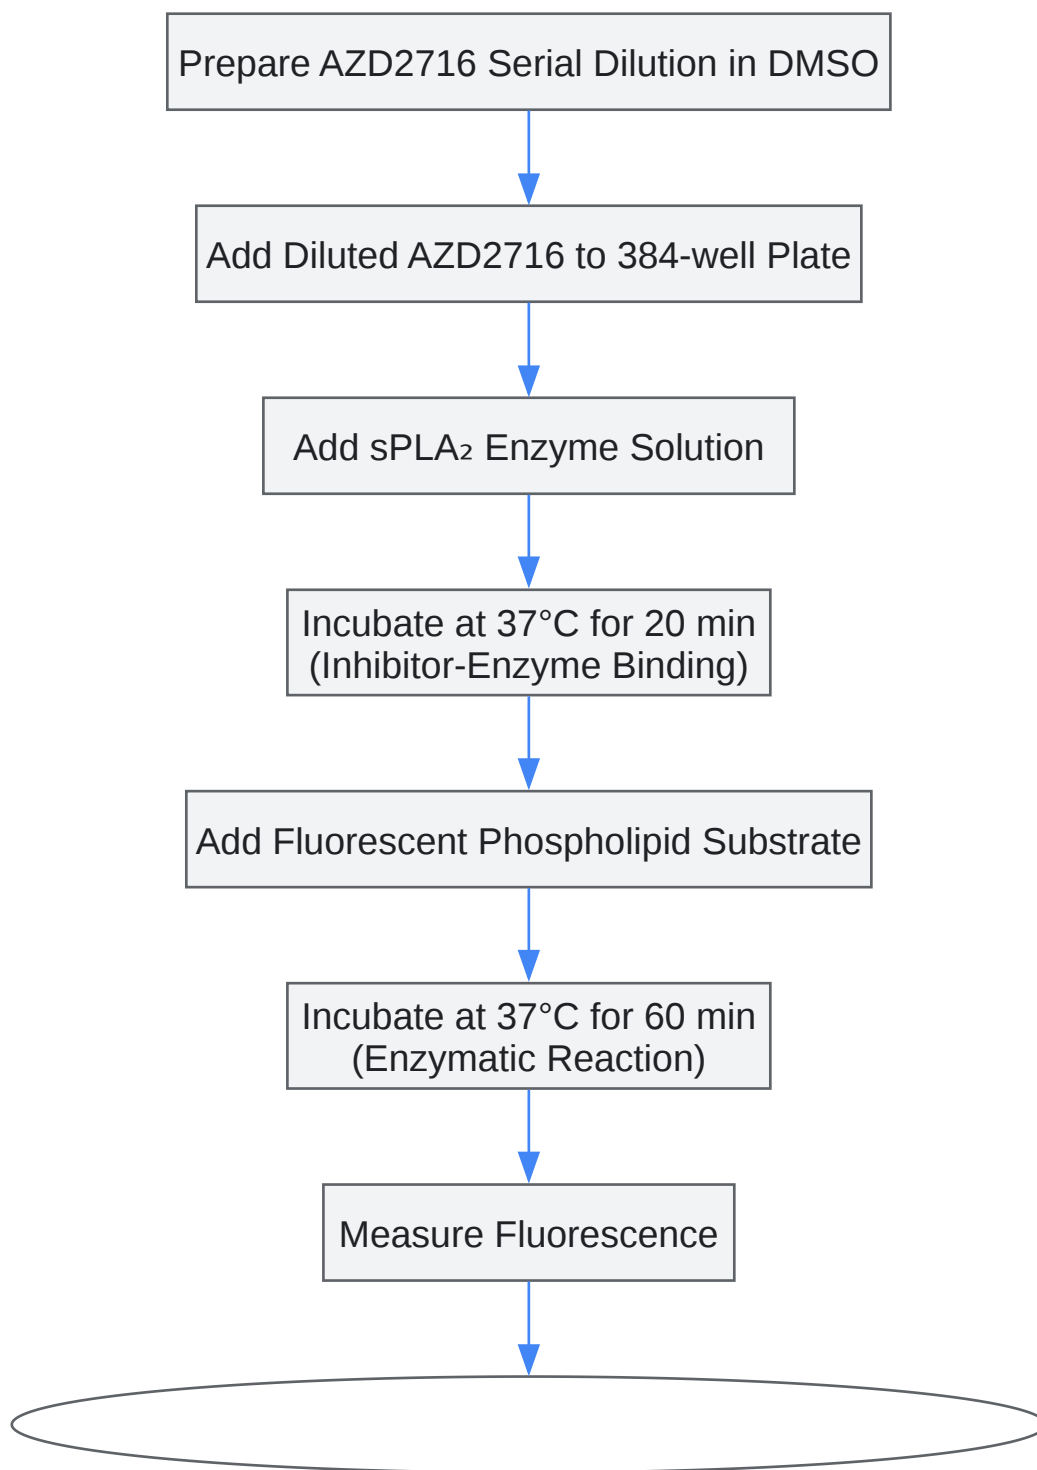 Prepare AZD2716 Serial Dilution in DMSO
Add Diluted AZD2716 to 384-well Plate
Add sPLA₂ Enzyme Solution
Incubate at 37°C for 20 min
(Inhibitor-Enzyme Binding)
Add Fluorescent Phospholipid Substrate
Incubate at 37°C for 60 min
(Enzymatic Reaction)
Measure Fluorescence